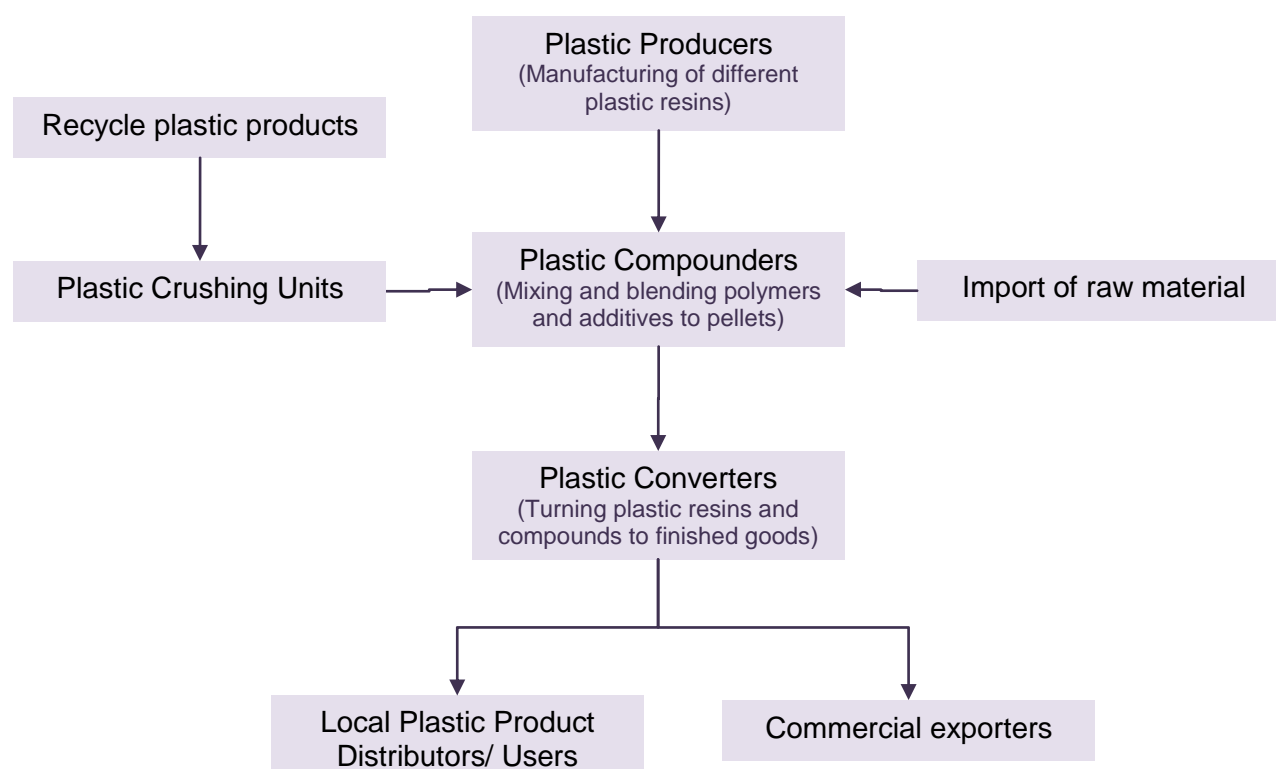 Plastic Producers
(Manufacturing of different
plastic resins)
Recycle plastic products
Plastic Crushing Units
Plastic Compounders
(Mixing and blending polymers
and additives to pellets)
Import of raw material
Plastic Converters
(Turning plastic resins and
compounds to finished goods)
Local Plastic Product
Distributors/ Users
Commercial exporters